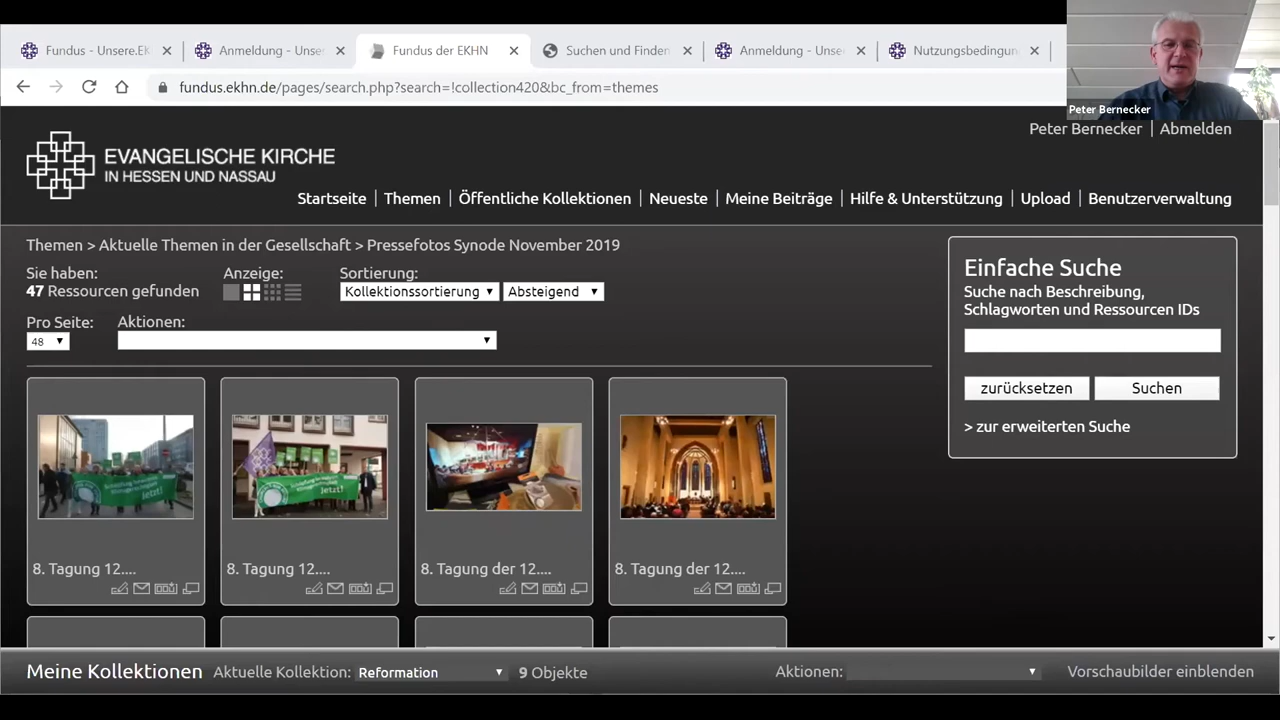 Fundus - Unsere.EK
Anmeldung - Unser
Fundus der EKHN
Suchen und Finden
Anmeldung - Unse
Nutzungsbedingun
fundus.ekhn.de/pages/search.php?search=!collection420&bc_from=themes
Peter Bernecker
Peter Bernecker | Abmelden
EVANGELISCHE KIRCHE
IN HESSEN UND NASSAU
Startseite | Themen | Öffentliche Kollektionen | Neueste | Meine Beiträge | Hilfe & Unterstützung | Upload | Benutzerverwaltung
Themen > Aktuelle Themen in der Gesellschaft > Pressefotos Synode November 2019
Sie haben:
47 Ressourcen gefunden
Anzeige:
Sortierung:
Kollektionssortierung
Absteigend
Pro Seite:
48
Aktionen:
Einfache Suche
Suche nach Beschreibung,
Schlagworten und Ressourcen IDs
zurücksetzen
Suchen
> zur erweiterten Suche
jetzt!
jetzt!
8. Tagung 12....
8. Tagung 12....
8. Tagung der 12....
8. Tagung der 12....
Meine Kollektionen
Aktuelle Kollektion:
Reformation
9 Objekte
Aktionen:
Vorschaubilder einblenden